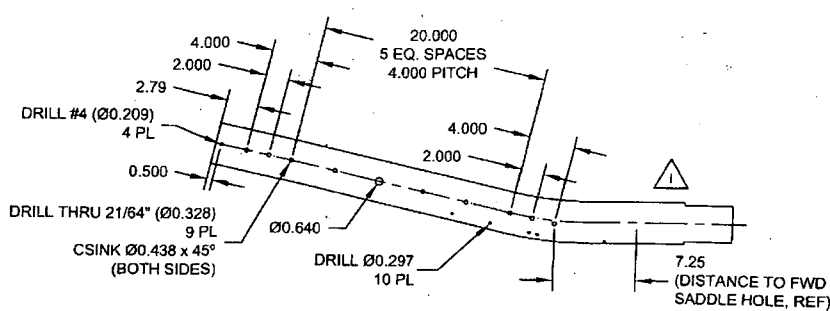 20.000
5 EQ. SPACES
4.000 PITCH
4.000
2.000
2.79
DRILL #4 (Ø0.209)
4 PL
0.500
DRILL THRU 21/64" (Ø0.328)
9 PL
CSINK Ø0.438 x 45°
(BOTH SIDES)
Ø0.640
DRILL Ø0.297
10 PL
4.000
2.000
1
7.25
(DISTANCE TO FWD
SADDLE HOLE, REF)